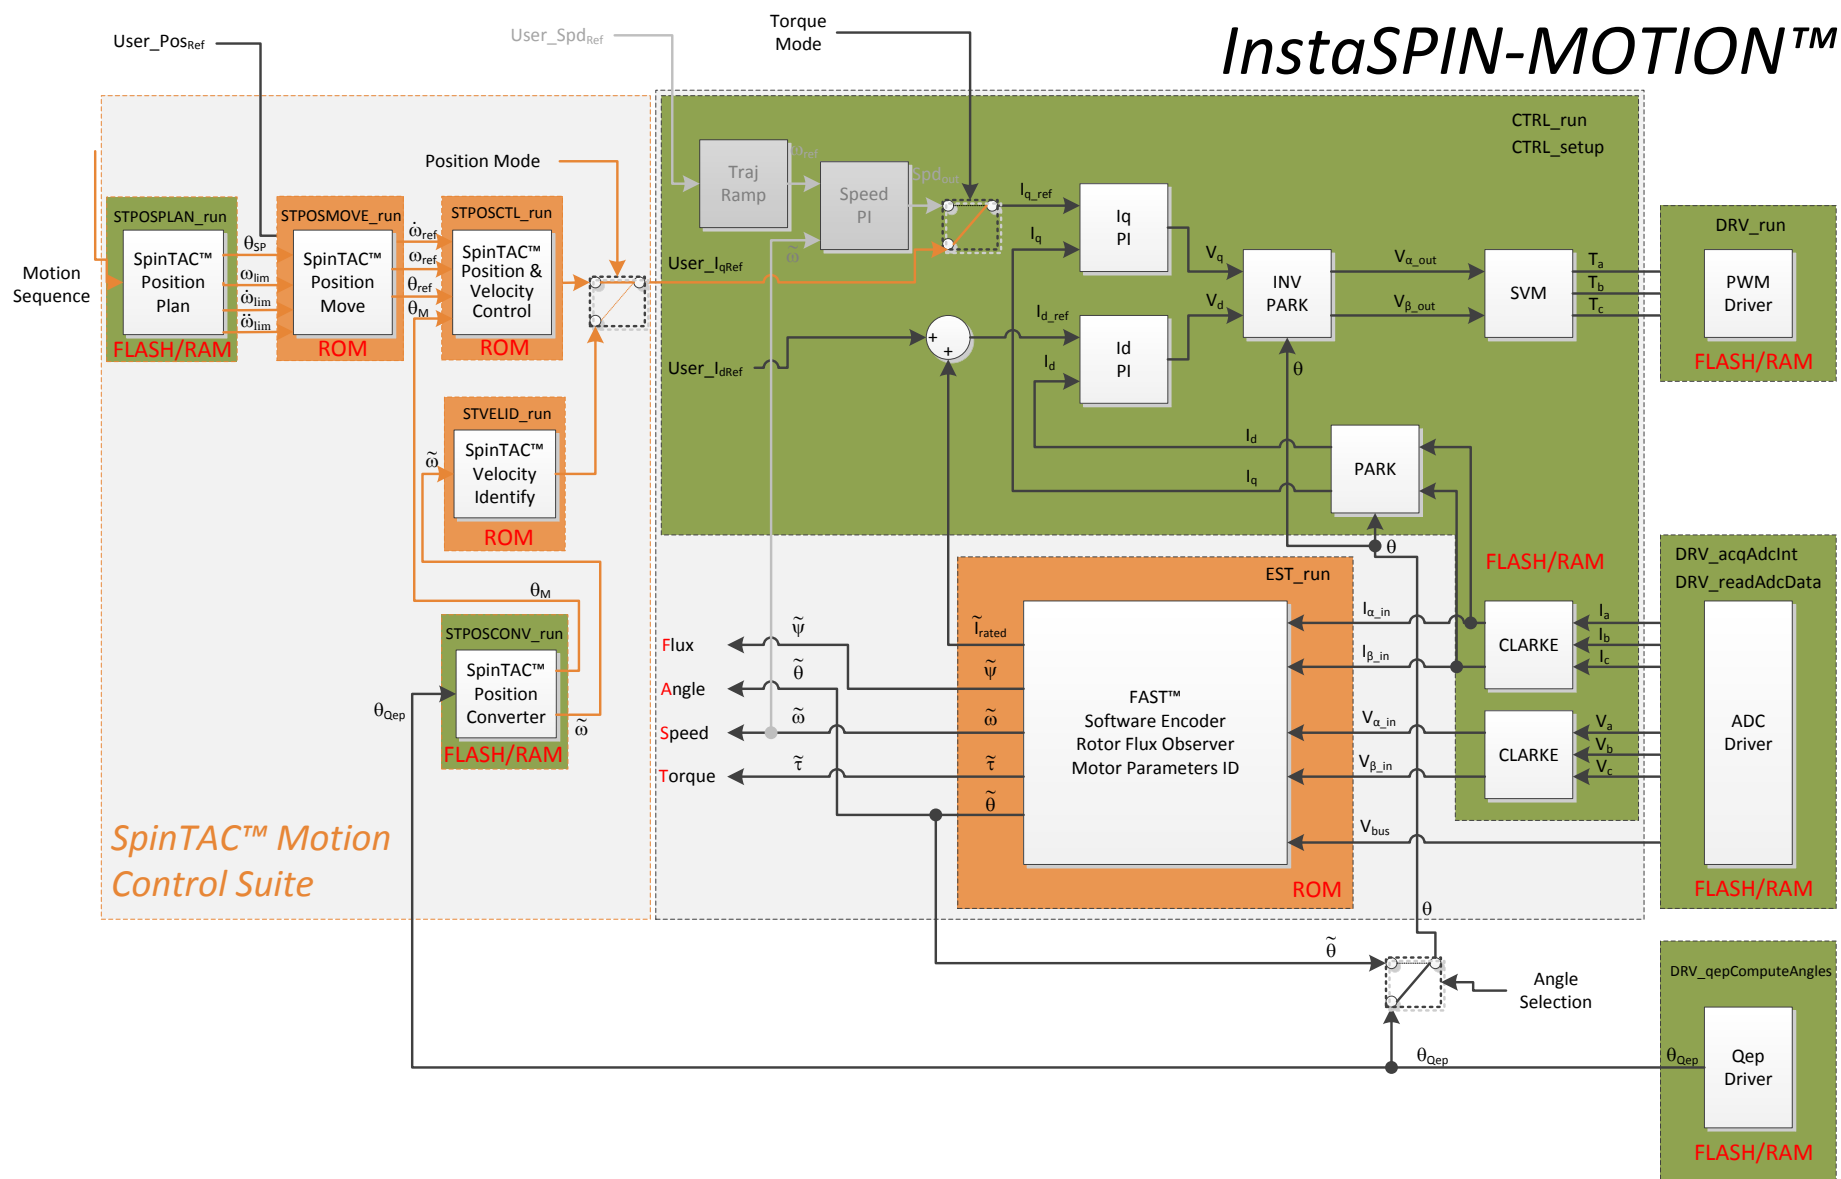 InstaSPIN-MOTION™
User_PosRef
User_SpdRef
Torque
Mode
Position Mode
CTRL_run
CTRL_setup
Traj
Ramp
ωref
Speed
PI
Spdout
ω̃
Iq_ref
Iq
Iq
PI
Vq
Id_ref
Id
Id
PI
Vd
INV
PARK
θ
Vα_out
Vβ_out
SVM
Ta
Tb
Tc
DRV_run
PWM
Driver
FLASH/RAM
Motion
Sequence
STPOSPLAN_run
SpinTAC™
Position
Plan
FLASH/RAM
θSP
ωlim
ω̇lim
ω̈lim
STPOSMOVE_run
SpinTAC™
Position
Move
ROM
ω̇ref
ωref
θref
θM
STPOSCTL_run
SpinTAC™
Position &
Velocity
Control
ROM
User_IqRef
User_IdRef
+
+
STVELID_run
SpinTAC™
Velocity
Identify
ROM
ω̃
Id
Iq
PARK
θ
FLASH/RAM
θM
STPOSCONV_run
SpinTAC™
Position
Converter
FLASH/RAM
θQep
ω̃
SpinTAC™ Motion
Control Suite
Flux
Angle
Speed
Torque
ψ̃
θ̃
ω̃
τ̃
EST_run
Ĩrated
ψ̃
ω̃
τ̃
θ̃
FAST™
Software Encoder
Rotor Flux Observer
Motor Parameters ID
ROM
Iα_in
Iβ_in
Vα_in
Vβ_in
Vbus
CLARKE
Ia
Ib
Ic
CLARKE
Va
Vb
Vc
DRV_acqAdcInt
DRV_readAdcData
ADC
Driver
FLASH/RAM
θ
θ̃
Angle
Selection
θQep
θQep
DRV_qepComputeAngles
Qep
Driver
FLASH/RAM